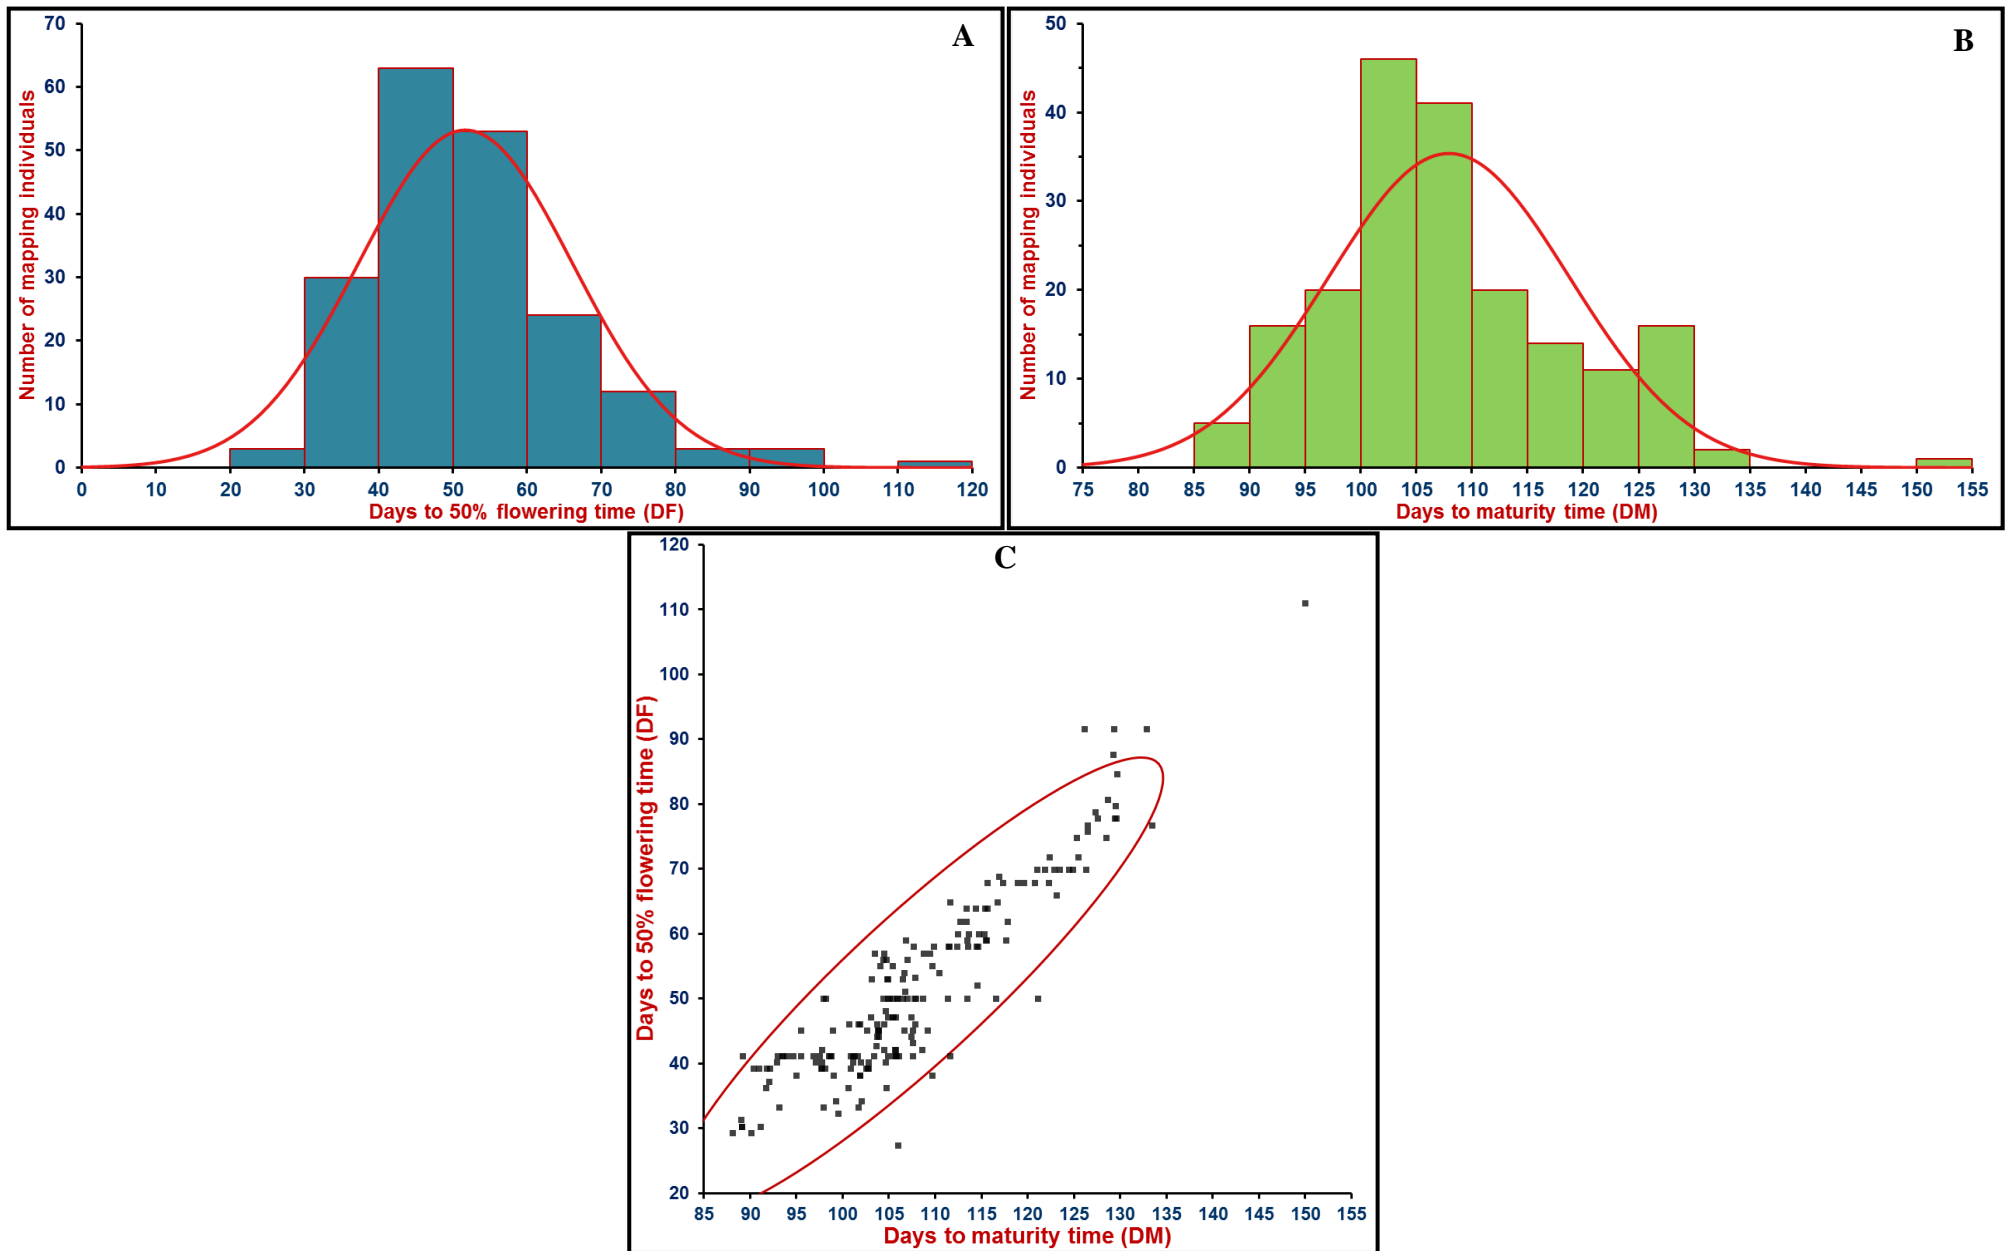 A
70
60
50
40
30
20
10
0
Number of mapping individuals
0 10 20 30 40 50 60 70 80 90 100 110 120
Days to 50% flowering time (DF)
B
50
40
30
20
10
0
Number of mapping individuals
75 80 85 90 95 100 105 110 115 120 125 130 135 140 145 150 155
Days to maturity time (DM)
C
120
110
100
90
80
70
60
50
40
30
20
Days to 50% flowering time (DF)
85 90 95 100 105 110 115 120 125 130 135 140 145 150 155
Days to maturity time (DM)